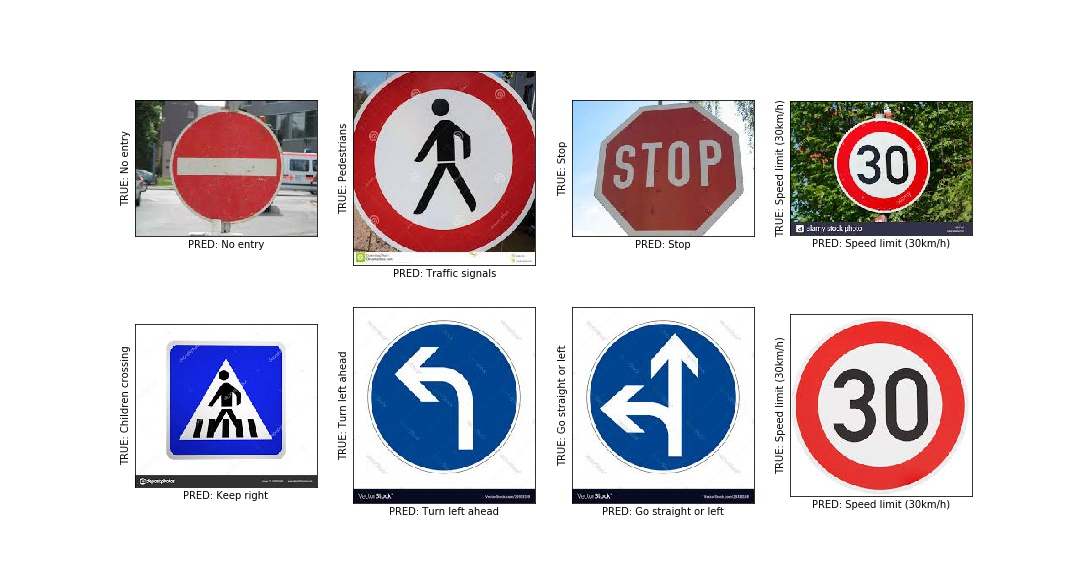 TRUE: No entry
PRED: No entry
TRUE: Pedestrians
PRED: Traffic signals
TRUE: Stop
STOP
PRED: Stop
TRUE: Speed limit (30km/h)
30
alamy stock photo
PRED: Speed limit (30km/h)
TRUE: Children crossing
depositphotos
PRED: Keep right
TRUE: Turn left ahead
VectorStock
PRED: Turn left ahead
TRUE: Go straight or left
VectorStock
PRED: Go straight or left
TRUE: Speed limit (30km/h)
30
PRED: Speed limit (30km/h)